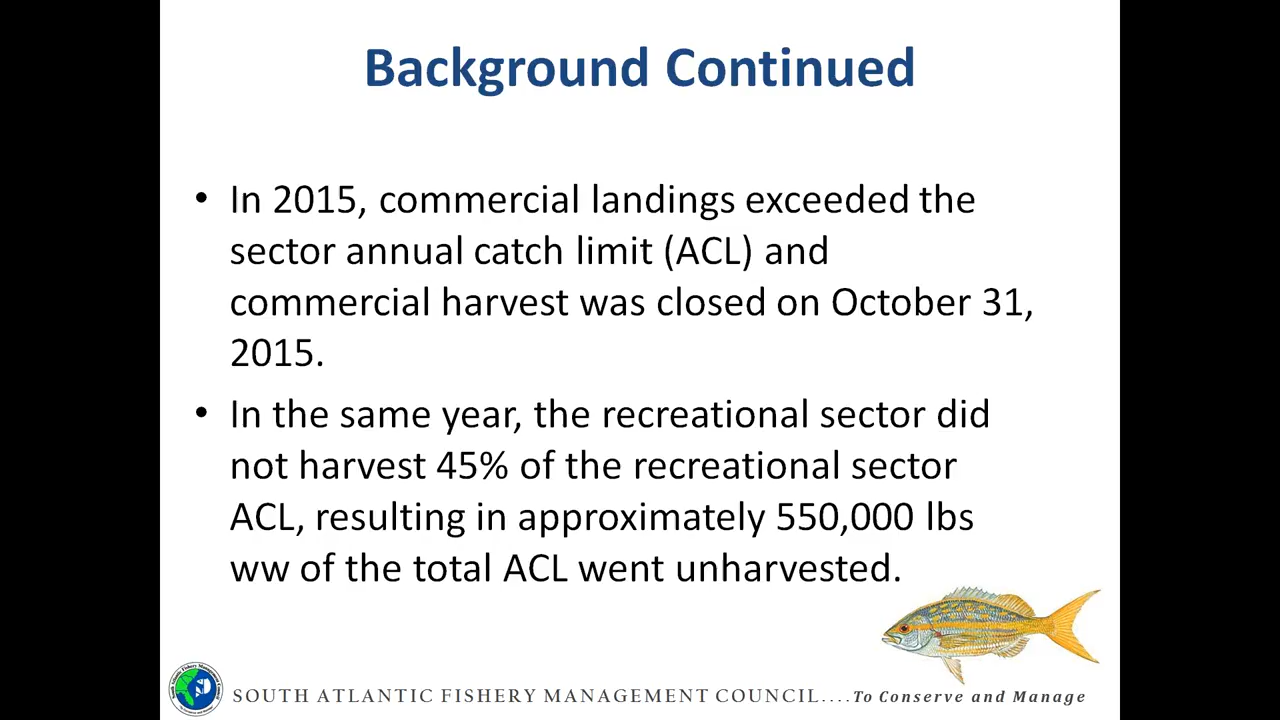 Background Continued
• In 2015, commercial landings exceeded the
sector annual catch limit (ACL) and
commercial harvest was closed on October 31,
2015.
• In the same year, the recreational sector did
not harvest 45% of the recreational sector
ACL, resulting in approximately 550,000 lbs
ww of the total ACL went unharvested.
SOUTH ATLANTIC FISHERY MANAGEMENT COUNCIL....To Conserve and Manage